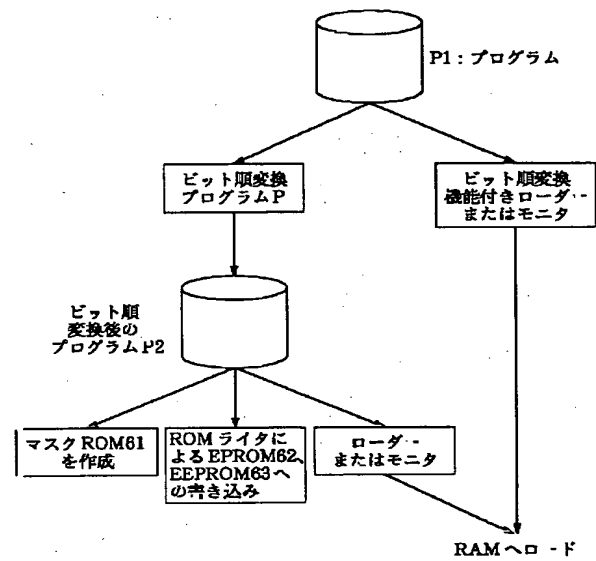 P1：プログラム
ビット順変換
プログラムP
ビット順変換
機能付きローダー
またはモニタ
ビット順
変換後の
プログラムP2
マスクROM61
を作成
ROMライタに
よるEPROM62、
EEPROM63へ
の書き込み
ローダー
またはモニタ
RAMへロード